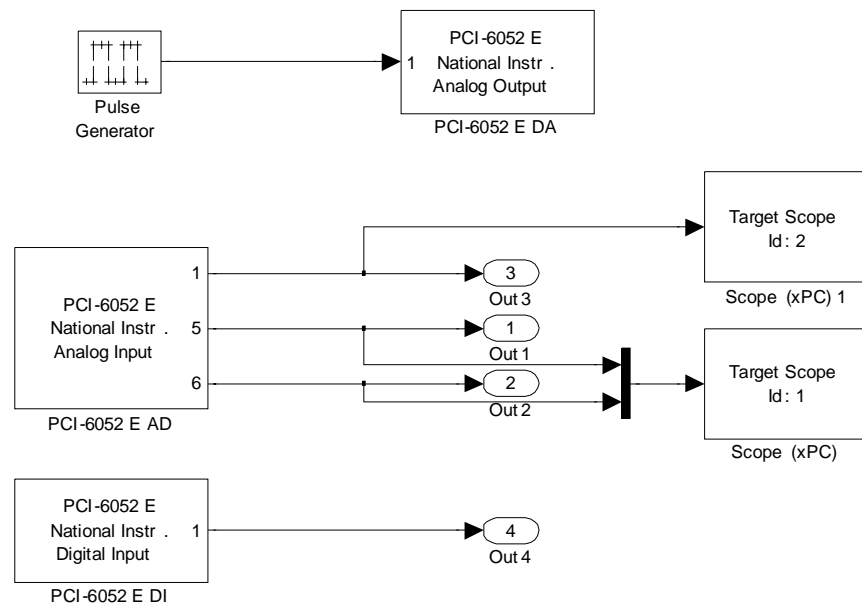 Pulse
Generator
PCI-6052 E
1
National Instr .
Analog Output
PCI-6052 E DA
Target Scope
Id: 2
Scope (xPC) 1
PCI-6052 E
National Instr .
Analog Input
1
5
6
PCI-6052 E AD
3
Out 3
1
Out 1
2
Out 2
Target Scope
Id: 1
Scope (xPC)
PCI-6052 E
National Instr .
Digital Input
1
PCI-6052 E DI
4
Out 4